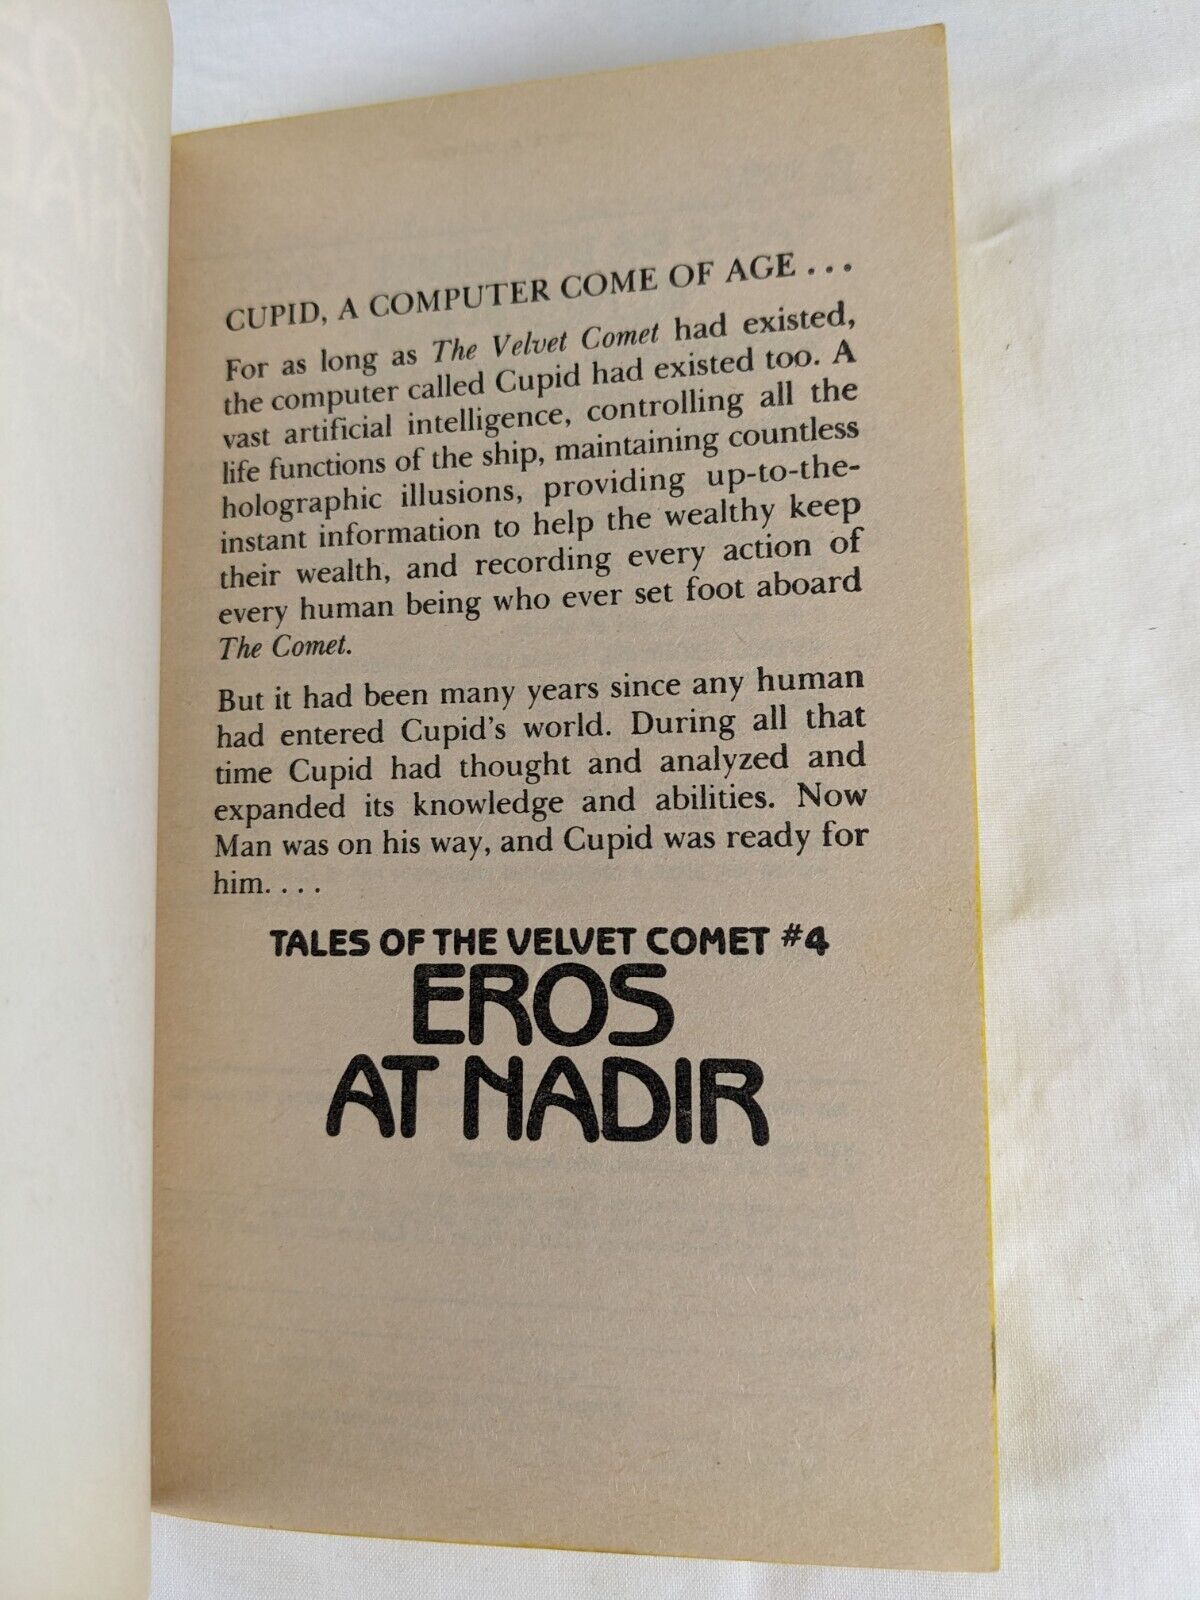 CUPID, A COMPUTER COME OF AGE . . .
For as long as The Velvet Comet had existed,
the computer called Cupid had existed too. A
vast artificial intelligence, controlling all the
life functions of the ship, maintaining countless
holographic illusions, providing up-to-the-
instant information to help the wealthy keep
their wealth, and recording every action of
every human being who ever set foot aboard
The Comet.
But it had been many years since any human
had entered Cupid's world. During all that
time Cupid had thought and analyzed and
expanded its knowledge and abilities. Now
Man was on his way, and Cupid was ready for
him. . . .
TALES OF THE VELVET COMET #4
EROS
AT NADIR